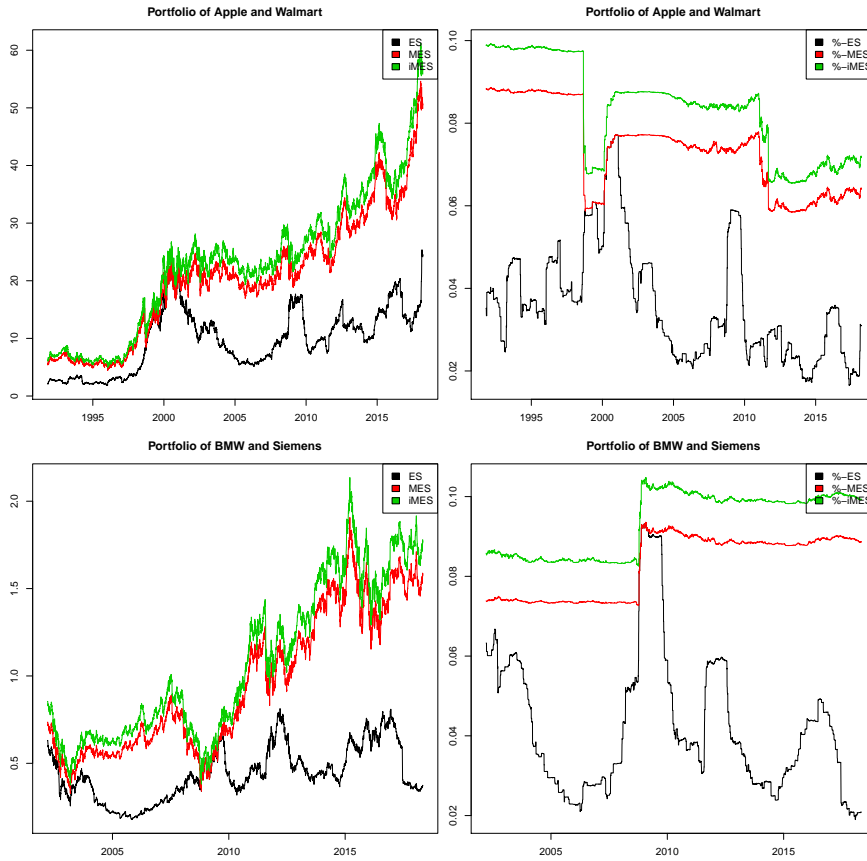 Portfolio of Apple and Walmart
ES
MES
iMES
0
10
20
30
40
50
60
1995
2000
2005
2010
2015
Portfolio of Apple and Walmart
%−ES
%−MES
%−iMES
0.02
0.04
0.06
0.08
0.10
1995
2000
2005
2010
2015
Portfolio of BMW and Siemens
ES
MES
iMES
0.5
1.0
1.5
2.0
2005
2010
2015
Portfolio of BMW and Siemens
%−ES
%−MES
%−iMES
0.02
0.04
0.06
0.08
0.10
2005
2010
2015